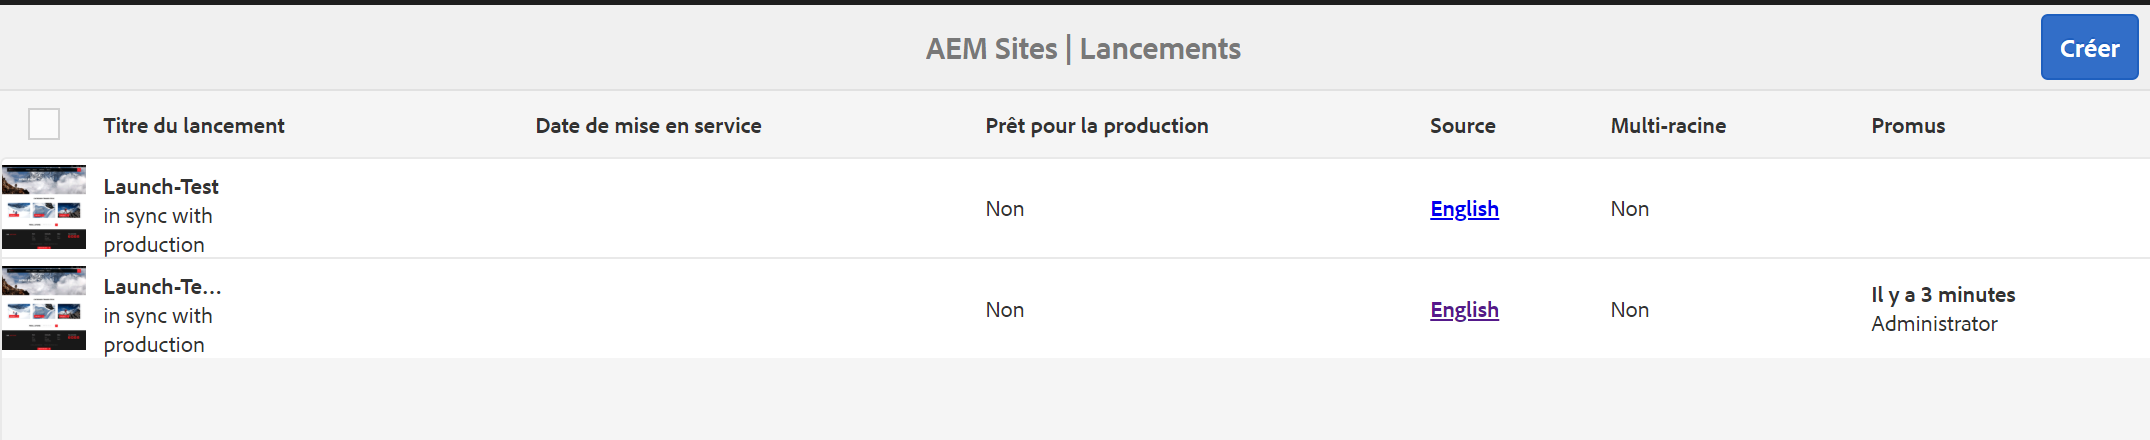 AEM Sites | Lancements
Créer
Titre du lancement Date de mise en service Prêt pour la production Source Multi-racine Promus
Launch-Test
in sync with
production
Non English Non
Launch-Te...
in sync with
production
Non English Non
Il y a 3 minutes
Administrator